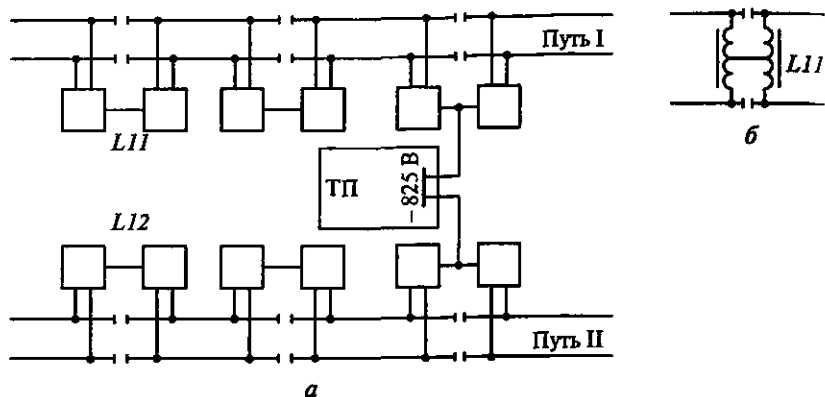 Путь I
L11
L11
ТП
– 825 В
L12
Путь II
а
б